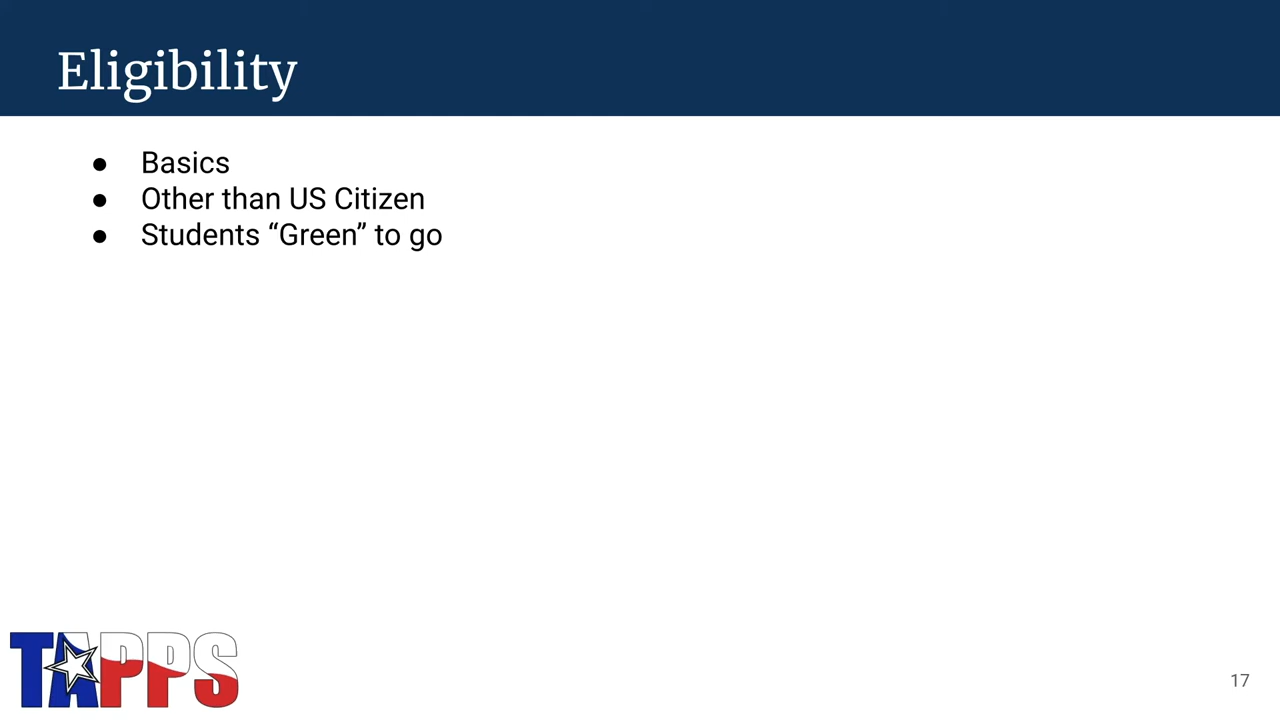 Eligibility
● Basics
● Other than US Citizen
● Students “Green” to go
TAPPS
17